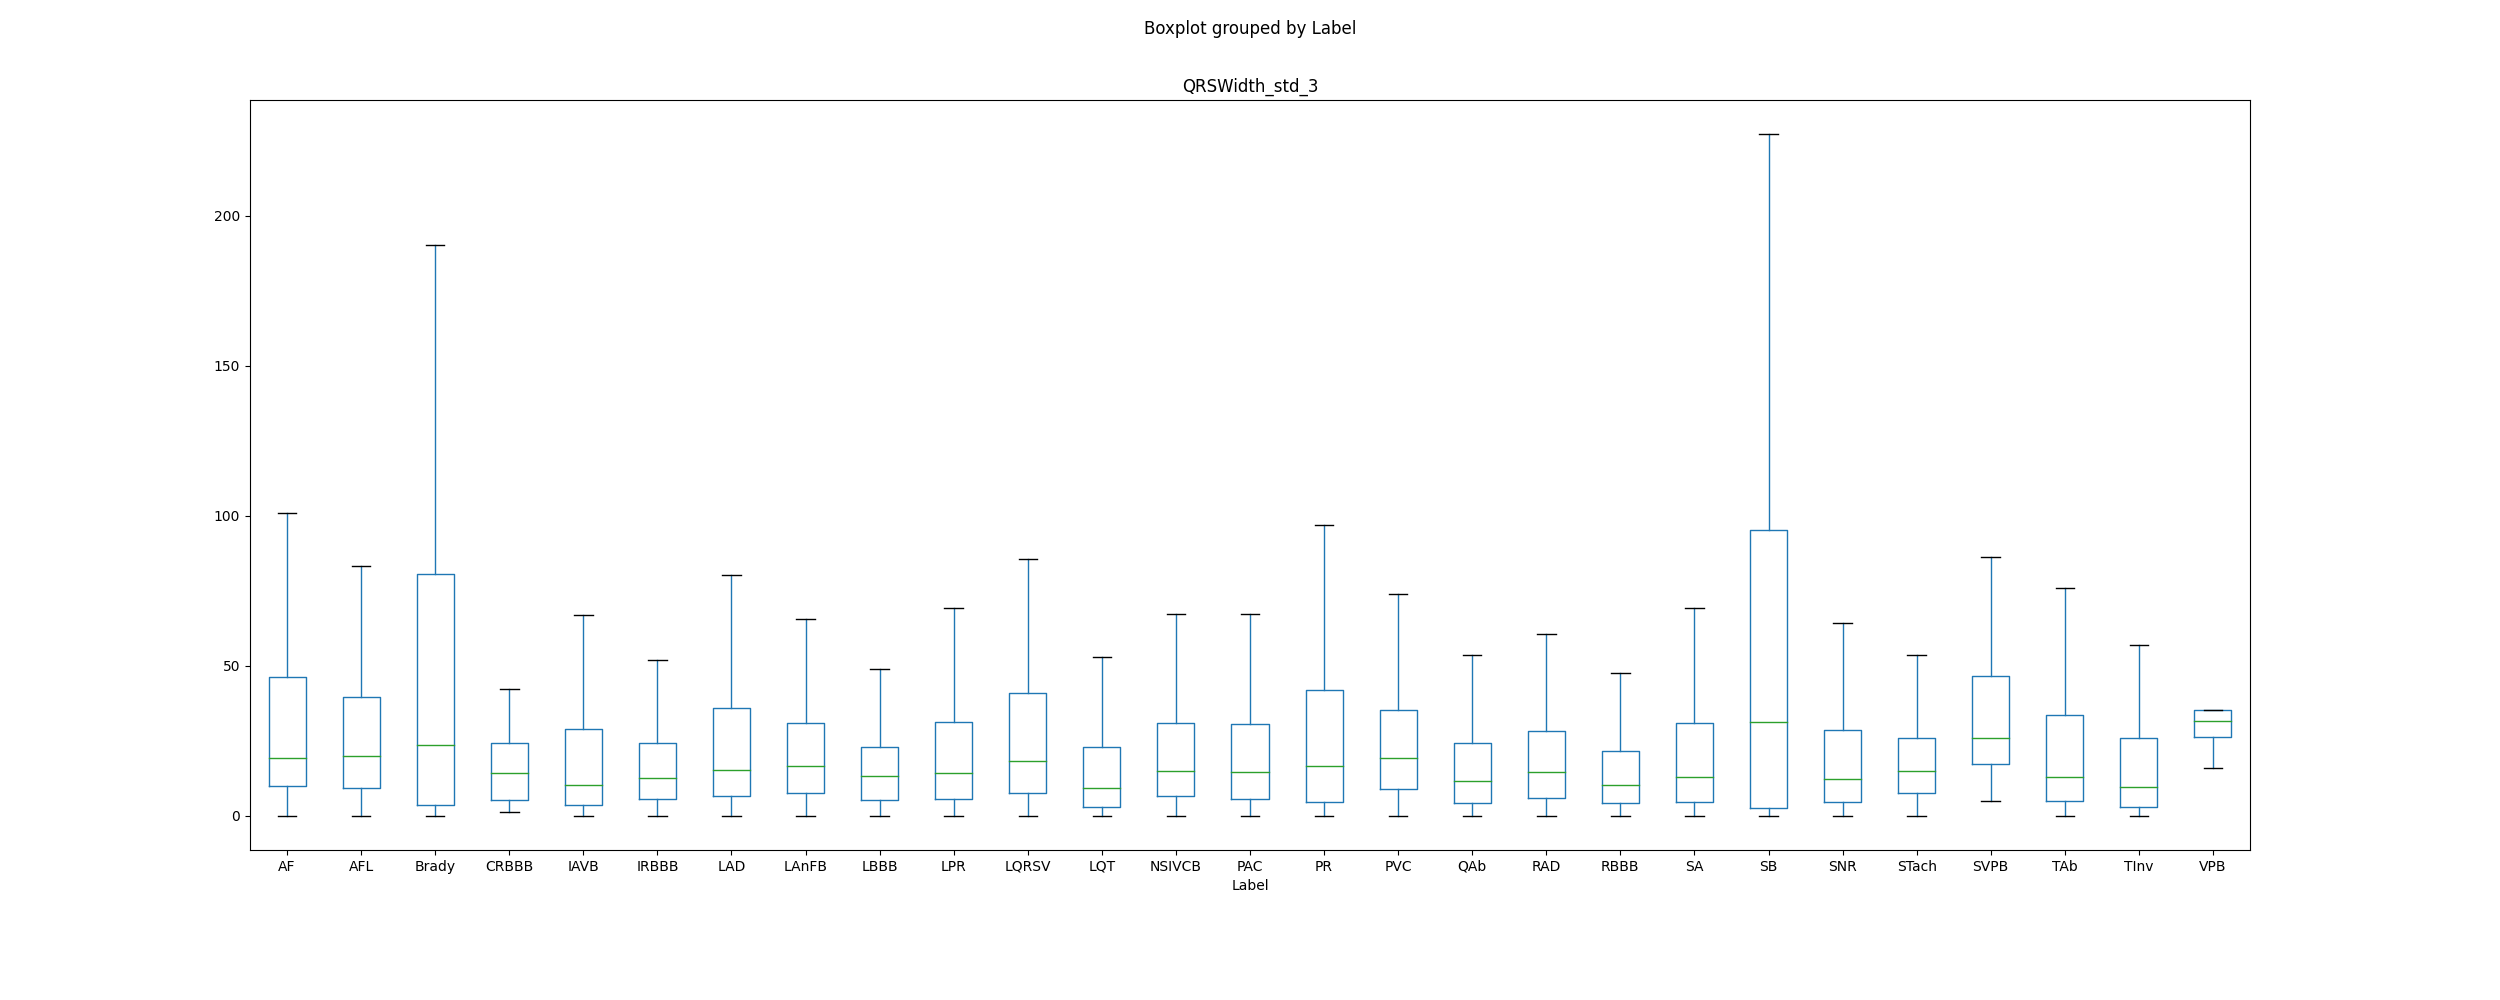 Boxplot grouped by Label
QRSWidth_std_3
200
150
100
50
0
AF AFL Brady CRBBB IAVB IRBBB LAD LAnFB LBBB LPR LQRSV LQT NSIVCB PAC PR PVC QAb RAD RBBB SA SB SNR STach SVPB TAb TInv VPB
Label